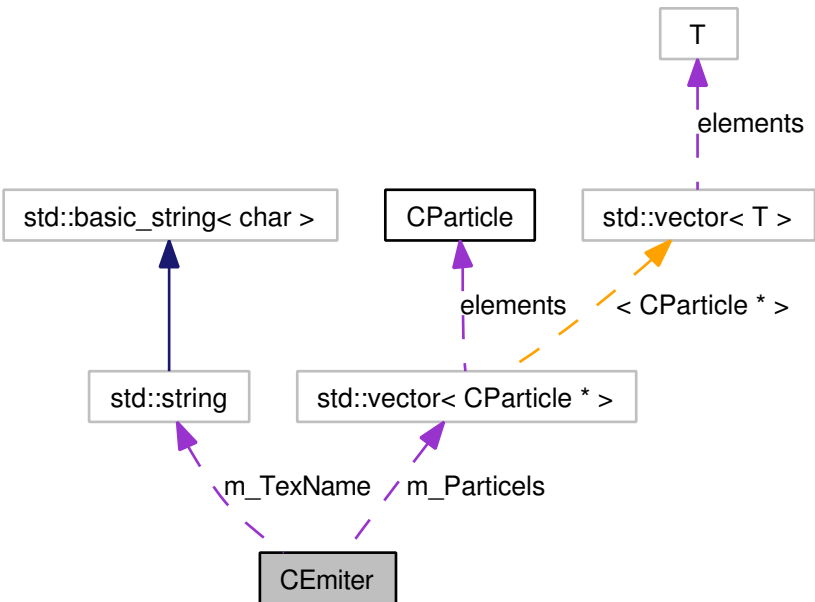 T
elements
std::basic_string< char >
CParticle
std::vector< T >
elements
< CParticle * >
std::string
std::vector< CParticle * >
m_TexName
m_Particels
CEmiter